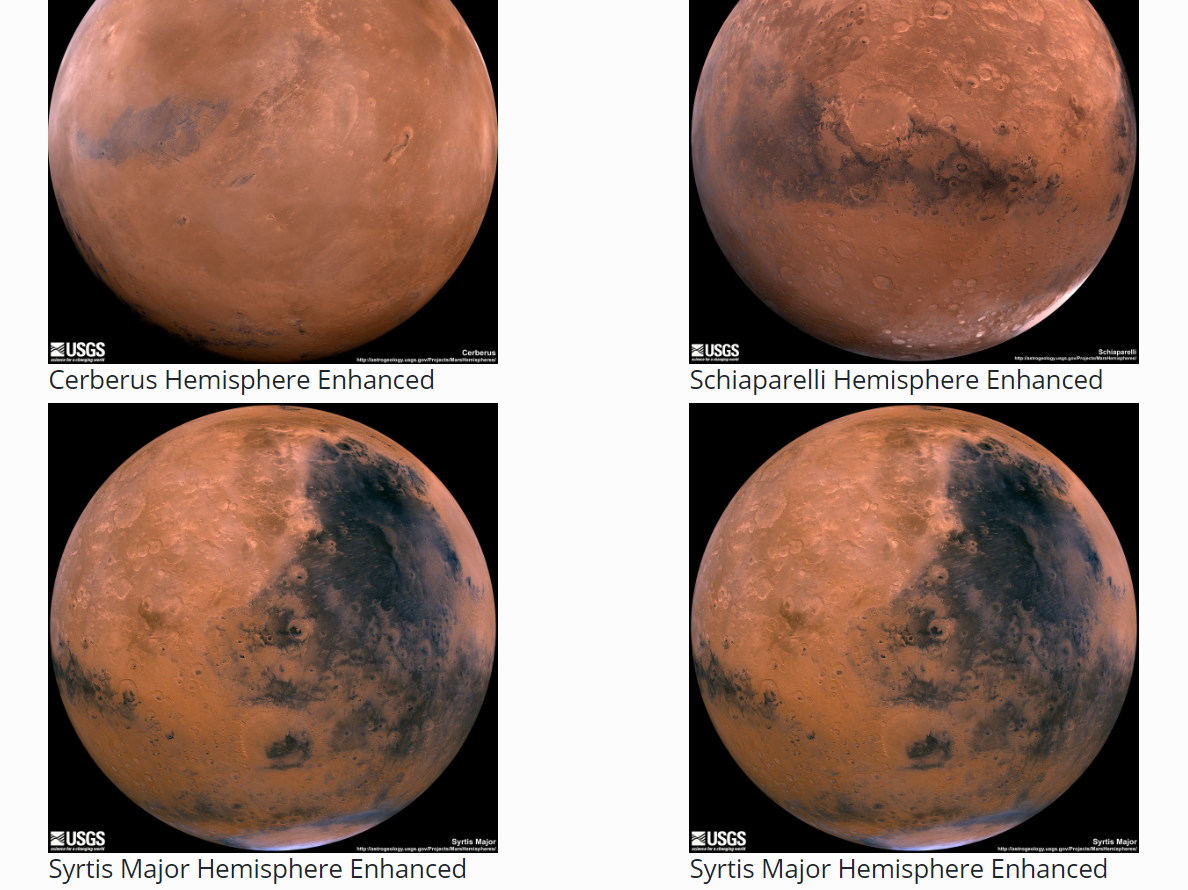 USGS
science for a changing world
Cerberus
http://astrogeology.usgs.gov/Projects/MarsHemispheres/
USGS
science for a changing world
Schiaparelli
http://astrogeology.usgs.gov/Projects/MarsHemispheres/
Cerberus Hemisphere Enhanced
Schiaparelli Hemisphere Enhanced
USGS
science for a changing world
Syrtis Major
http://astrogeology.usgs.gov/Projects/MarsHemispheres/
USGS
science for a changing world
Syrtis Major
http://astrogeology.usgs.gov/Projects/MarsHemispheres/
Syrtis Major Hemisphere Enhanced
Syrtis Major Hemisphere Enhanced